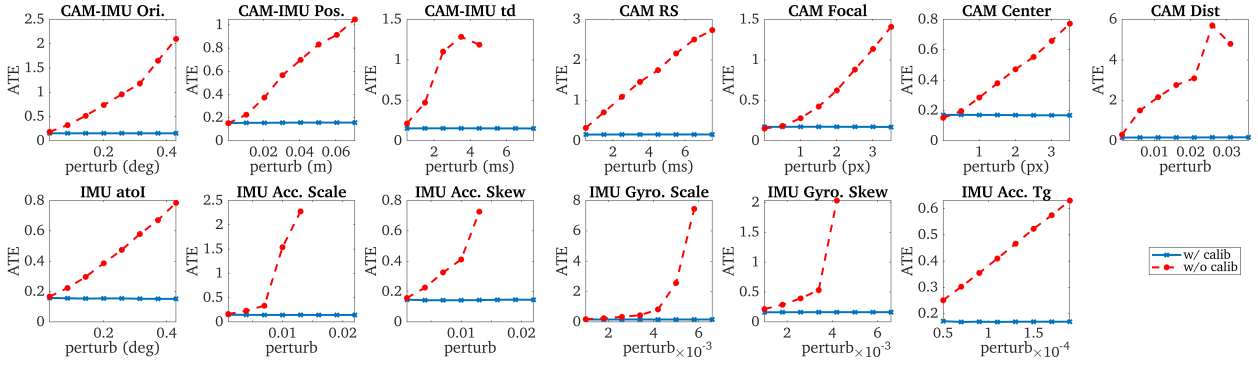 CAM-IMU Ori.
2.5
2
1.5
1
0.5
0
ATE
0.2
0.4
perturb (deg)
CAM-IMU Pos.
1
0.8
0.6
0.4
0.2
0
ATE
0.02
0.04
0.06
perturb (m)
CAM-IMU td
1.5
1
0.5
0
ATE
2
4
6
perturb (ms)
CAM RS
3
2
1
0
ATE
2
4
6
perturb (ms)
CAM Focal
1.5
1
0.5
0
ATE
1
2
3
perturb (px)
CAM Center
0.8
0.6
0.4
0.2
0
ATE
1
2
3
perturb (px)
CAM Dist
6
4
2
0
ATE
0.01
0.02
0.03
perturb
IMU atoI
0.8
0.6
0.4
0.2
0
ATE
0.2
0.4
perturb (deg)
IMU Acc. Scale
2.5
2
1.5
1
0.5
0
ATE
0.01
0.02
perturb
IMU Acc. Skew
0.8
0.6
0.4
0.2
0
ATE
0.01
0.02
perturb
IMU Gyro. Scale
8
6
4
2
0
ATE
2
4
6
perturb ×10⁻³
IMU Gyro. Skew
2
1.5
1
0.5
0
ATE
2
4
6
perturb ×10⁻³
IMU Acc. Tg
0.6
0.5
0.4
0.3
0.2
ATE
0.5
1
1.5
perturb ×10⁻⁴
w/ calib
w/o calib